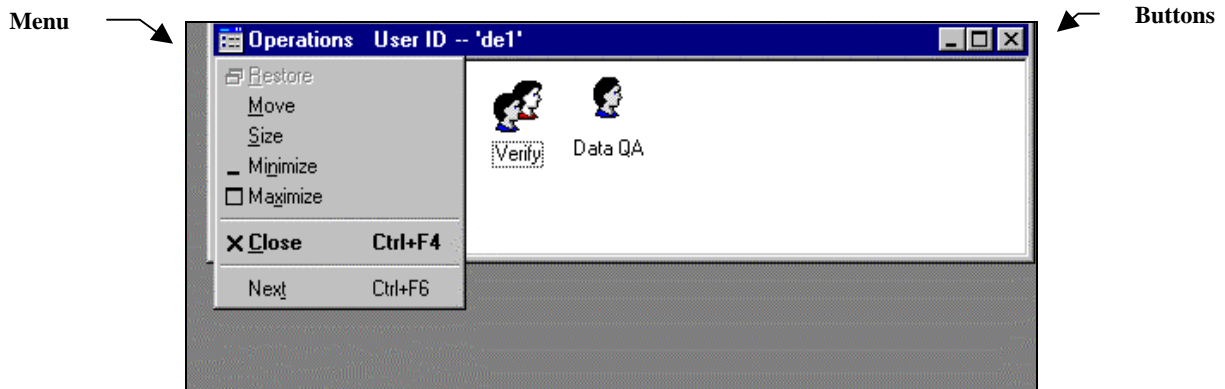 Menu
Buttons
Operations User ID -- 'de1'
Restore
Move
Size
Minimize
Maximize
Close Ctrl+F4
Next Ctrl+F6
Verify
Data QA